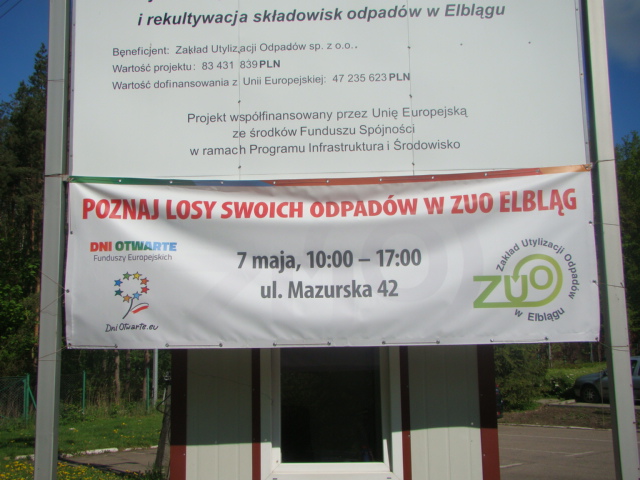 i rekultywacja składowisk odpadów w Elblągu
Beneficjent: Zakład Utylizacji Odpadów sp. z o.o.
Wartość projektu: 83 431 839 PLN
Wartość dofinansowania z Unii Europejskiej: 47 235 623 PLN
Projekt współfinansowany przez Unię Europejską
ze środków Funduszu Spójności
w ramach Programu Infrastruktura i Środowisko
POZNAJ LOSY SWOICH ODPADÓW W ZUO ELBLĄG
DNI OTWARTE
Funduszy Europejskich
DniOtwarte.eu
7 maja, 10:00 – 17:00
ul. Mazurska 42
Zakład Utylizacji Odpadów
ZUO
w Elblągu